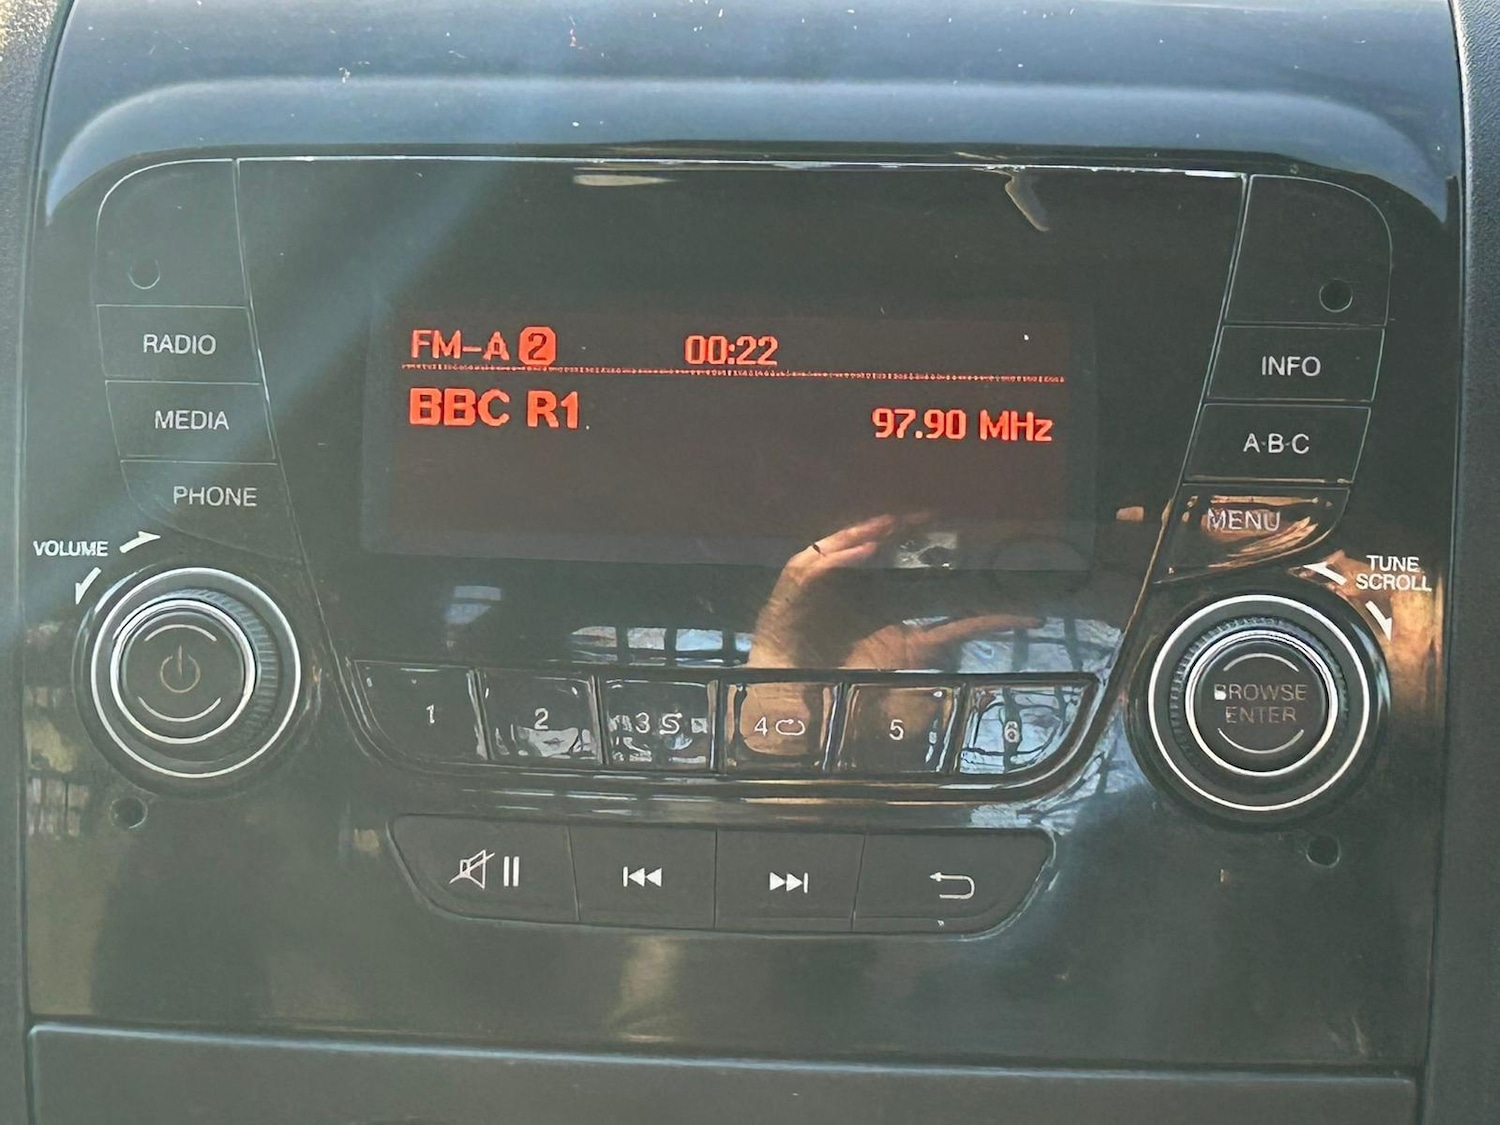 FM-A 2 00:22
BBC R1 97.90 MHz
RADIO
MEDIA
PHONE
VOLUME
INFO
A·B·C
MENU
TUNE
SCROLL
BROWSE
ENTER
1
2
3
4
5
6